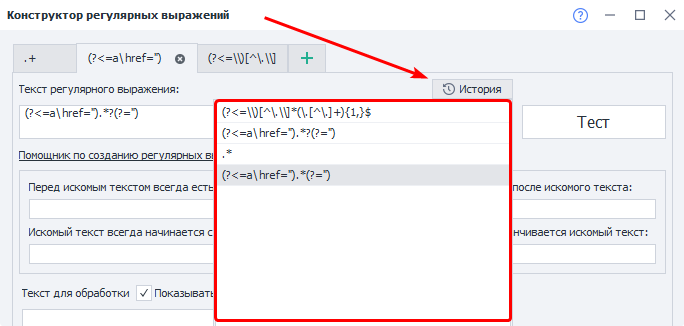 Конструктор регулярных выражений
.+
(?<=a\href=")
(?<=\\)[^\.\\]
Текст регулярного выражения:
История
(?<=a\href=").*?(?=")
(?<=\\)[^\.\\]*(\.[^\.]+){1,}$
(?<=a\href=").*?(?=")
.*
(?<=a\href=").*(?=")
Тест
Помощник по созданию регулярных вы
Перед искомым текстом всегда есть
после искомого текста:
Искомый текст всегда начинается с
нчивается искомый текст:
Текст для обработки
Показывать